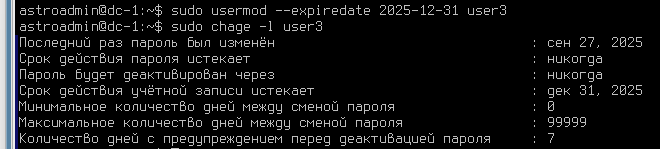 astroadmin@dc-1:~$ sudo usermod --expiredate 2025-12-31 user3
astroadmin@dc-1:~$ sudo chage -l user3
Последний раз пароль был изменён : сен 27, 2025
Срок действия пароля истекает : никогда
Пароль будет деактивирован через : никогда
Срок действия учётной записи истекает : дек 31, 2025
Минимальное количество дней между сменой пароля : 0
Максимальное количество дней между сменой пароля : 99999
Количество дней с предупреждением перед деактивацией пароля : 7